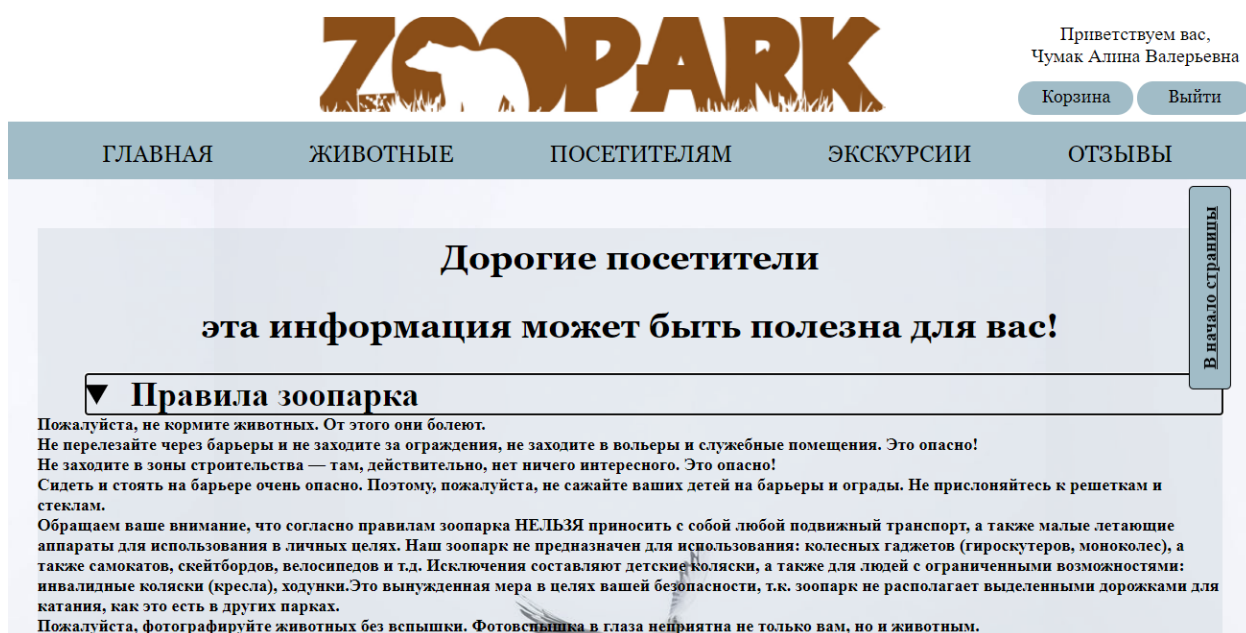 ZOOPARK
Приветствуем вас,
Чумак Алина Валерьевна
Корзина
Выйти
ГЛАВНАЯ
ЖИВОТНЫЕ
ПОСЕТИТЕЛЯМ
ЭКСКУРСИИ
ОТЗЫВЫ
В начало страницы
Дорогие посетители
эта информация может быть полезна для вас!
▼ Правила зоопарка
Пожалуйста, не кормите животных. От этого они болеют.
Не перелезайте через барьеры и не заходите за ограждения, не заходите в вольеры и служебные помещения. Это опасно!
Не заходите в зоны строительства — там, действительно, нет ничего интересного. Это опасно!
Сидеть и стоять на барьере очень опасно. Поэтому, пожалуйста, не сажайте ваших детей на барьеры и ограды. Не прислоняйтесь к решеткам и
стеклам.
Обращаем ваше внимание, что согласно правилам зоопарка НЕЛЬЗЯ приносить с собой любой подвижный транспорт, а также малые летающие
аппараты для использования в личных целях. Наш зоопарк не предназначен для использования: колесных гаджетов (гироскутеров, моноколес), а
также самокатов, скейтбордов, велосипедов и т.д. Исключения составляют детские коляски, а также для людей с ограниченными возможностями:
инвалидные коляски (кресла), ходунки.Это вынужденная мера в целях вашей безопасности, т.к. зоопарк не располагает выделенными дорожками для
катания, как это есть в других парках.
Пожалуйста, фотографируйте животных без вспышки. Фотовспышка в глаза неприятна не только вам, но и животным.